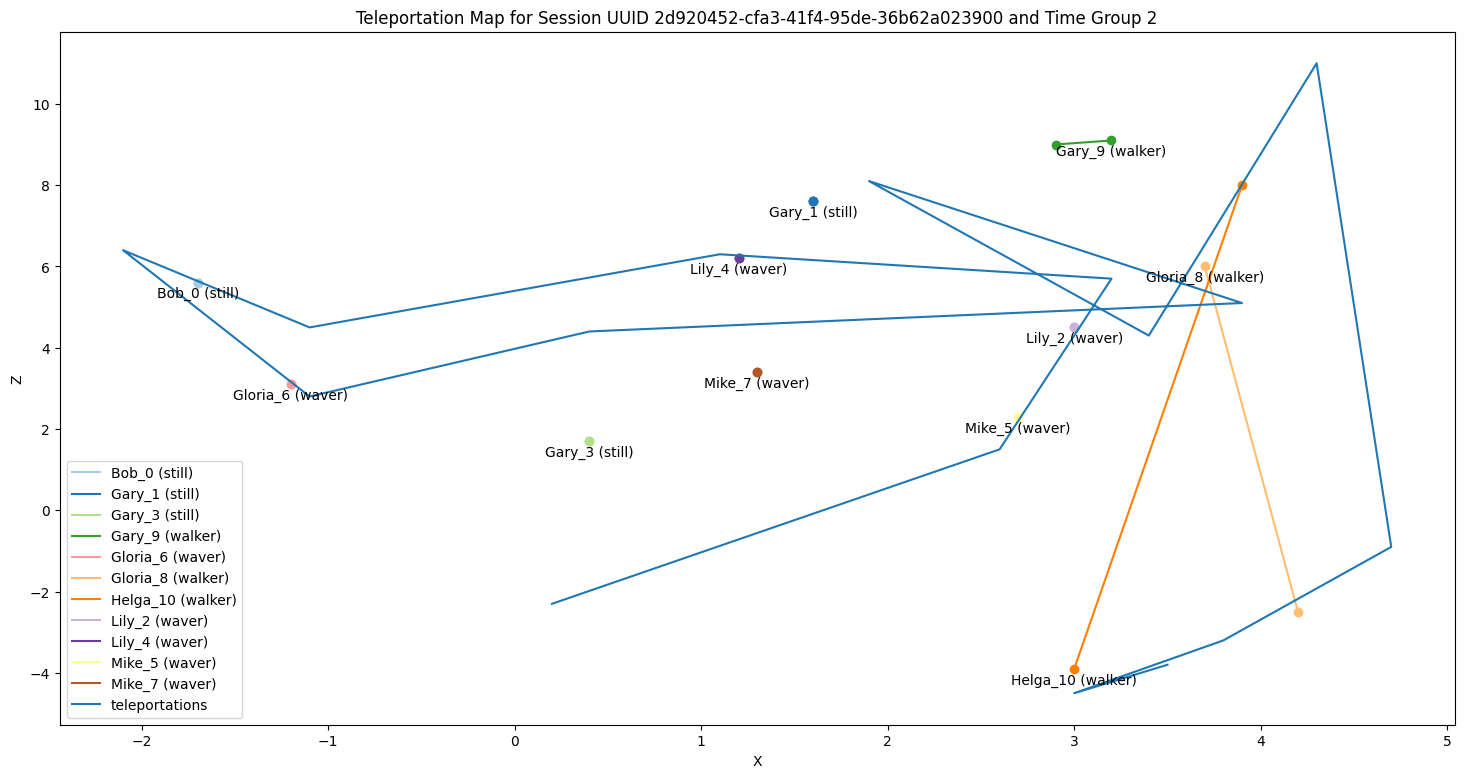 Teleportation Map for Session UUID 2d920452-cfa3-41f4-95de-36b62a023900 and Time Group 2
Z
10
8
6
4
2
0
−2
−4
Gary_9 (walker)
Gary_1 (still)
Lily_4 (waver)
Gloria_8 (walker)
Bob_0 (still)
Lily_2 (waver)
Mike_7 (waver)
Gloria_6 (waver)
Mike_5 (waver)
Gary_3 (still)
Helga_10 (walker)
Bob_0 (still)
Gary_1 (still)
Gary_3 (still)
Gary_9 (walker)
Gloria_6 (waver)
Gloria_8 (walker)
Helga_10 (walker)
Lily_2 (waver)
Lily_4 (waver)
Mike_5 (waver)
Mike_7 (waver)
teleportations
−2 −1 0 1 2 3 4 5
X